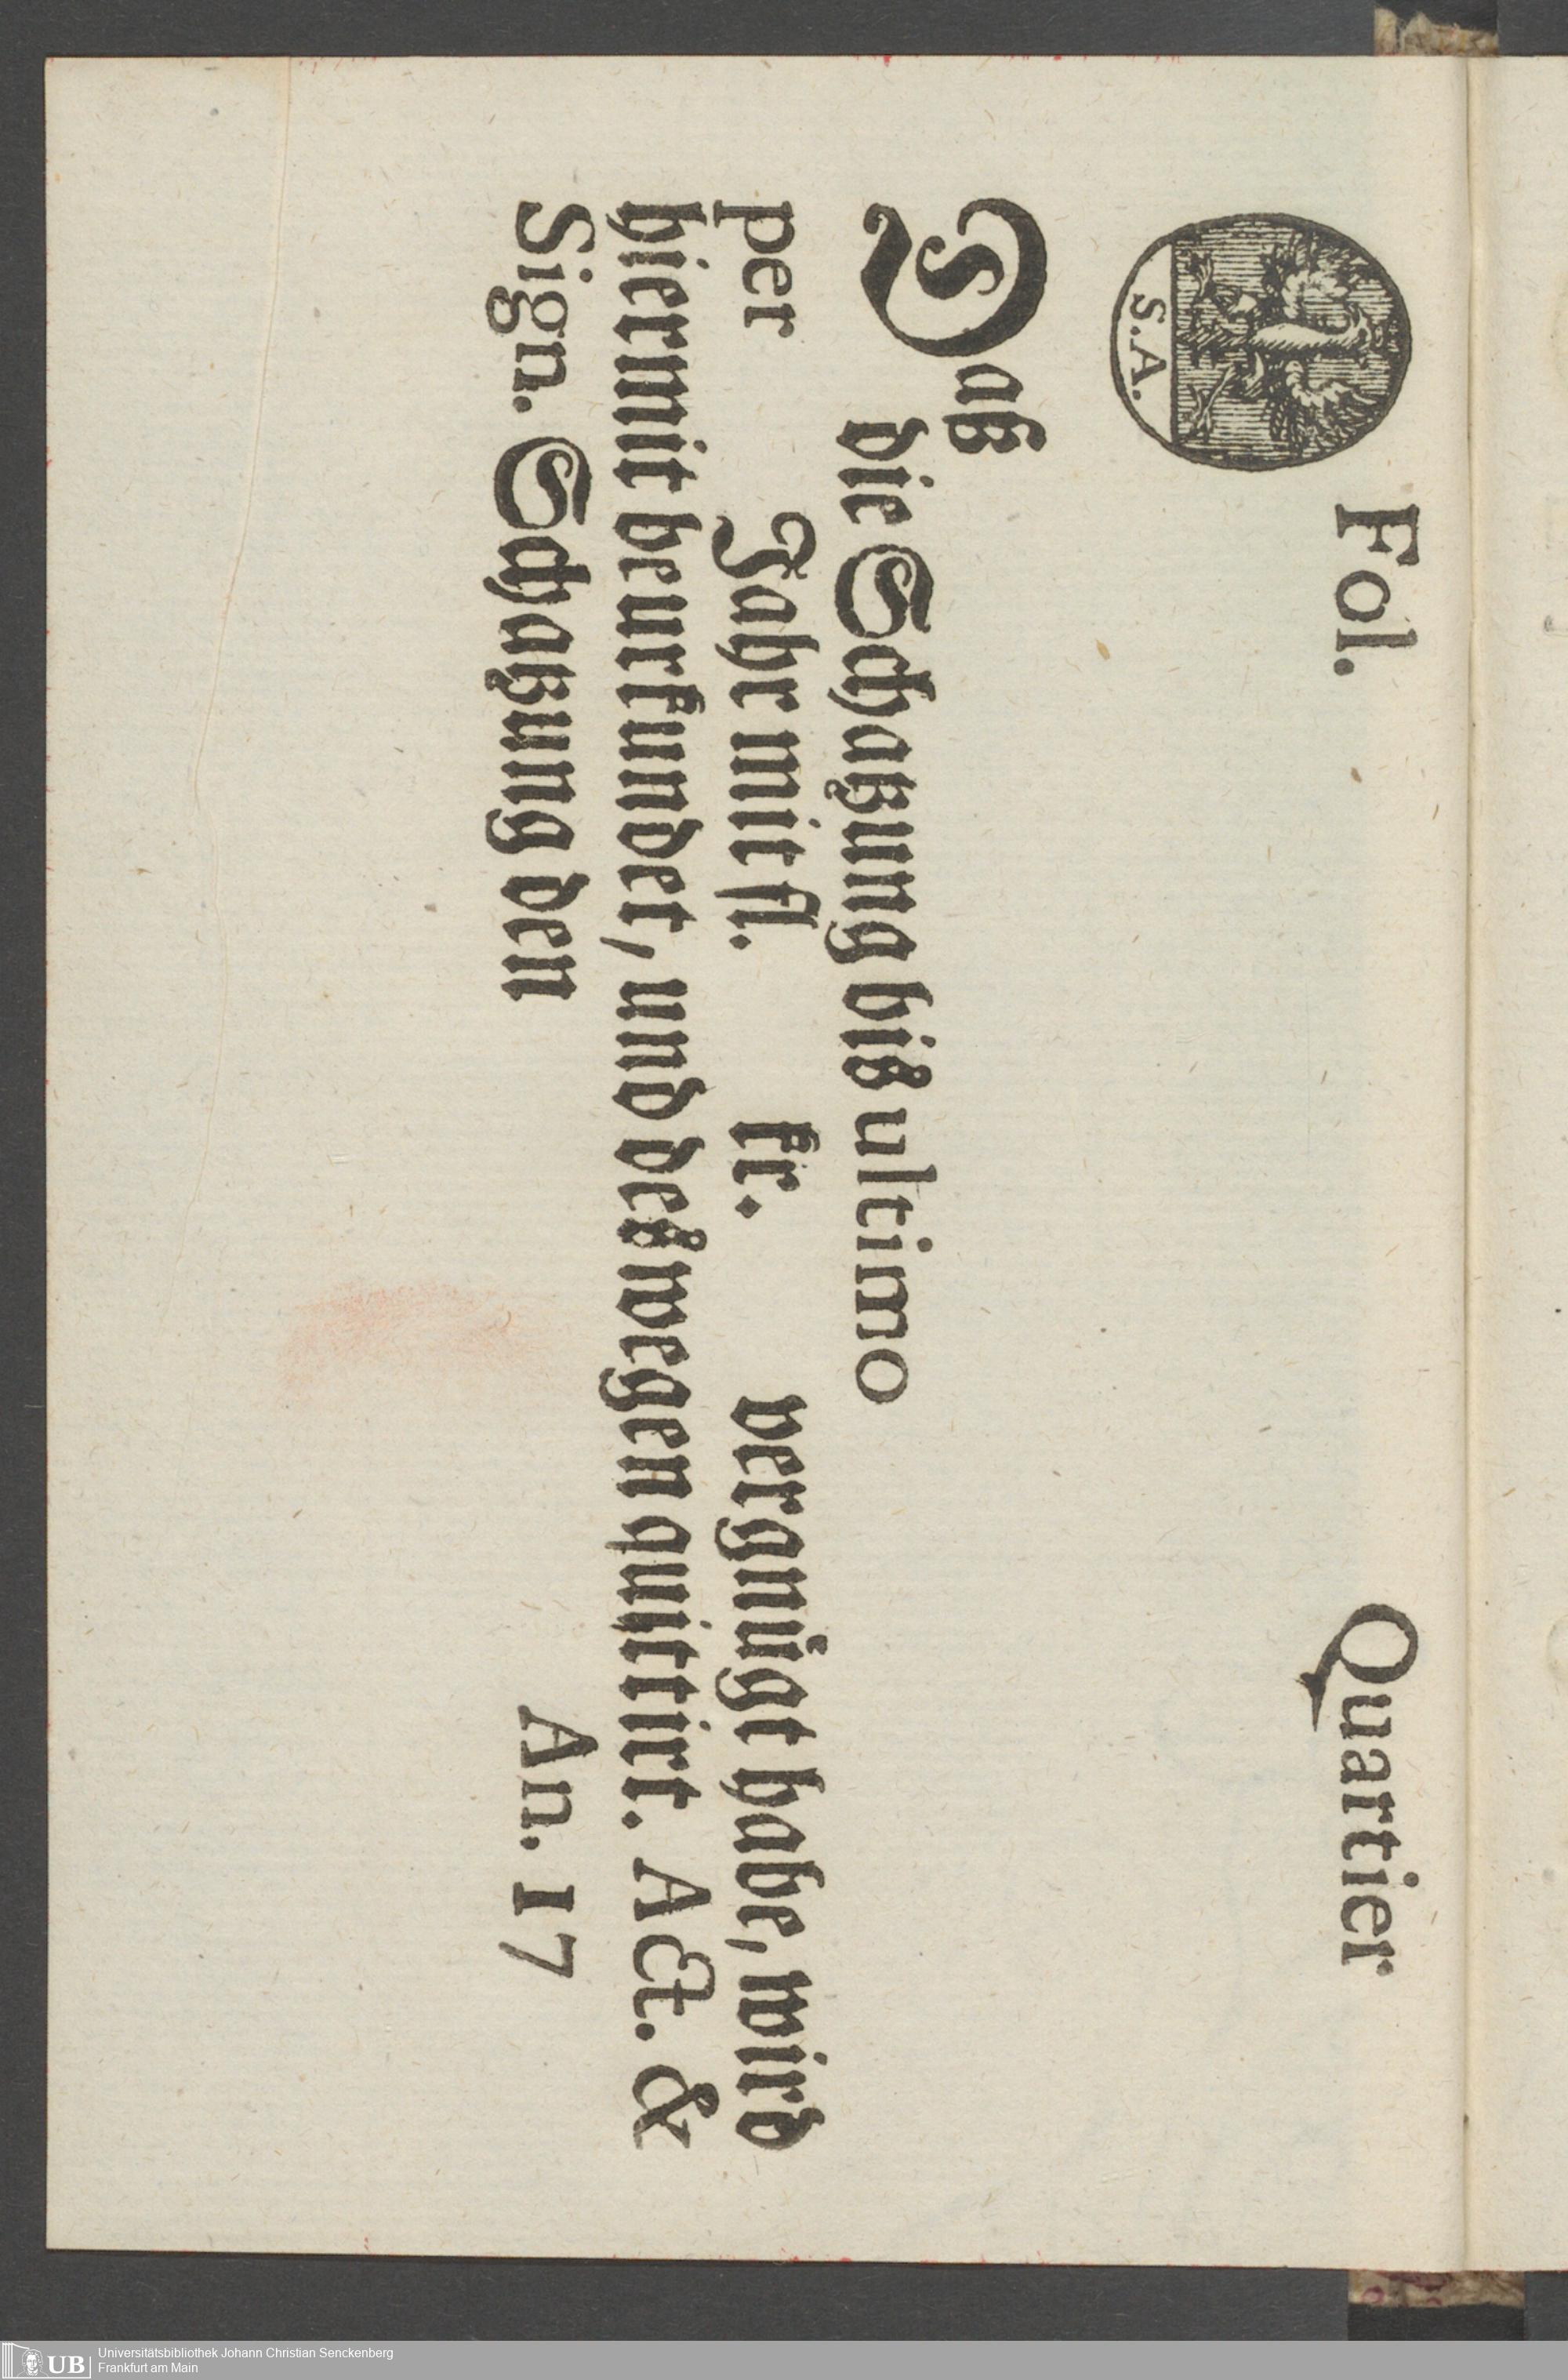 Fol. Quartier
S.A.
Daß
die Schatzung biß ultimo
per Jahr mit fl. kr. vergnügt habe, wird
hiermit beurkundet, und deßwegen quittirt. Act. &
Sign. Schatzung den An. 17
UB
Universitätsbibliothek Johann Christian Senckenberg
Frankfurt am Main